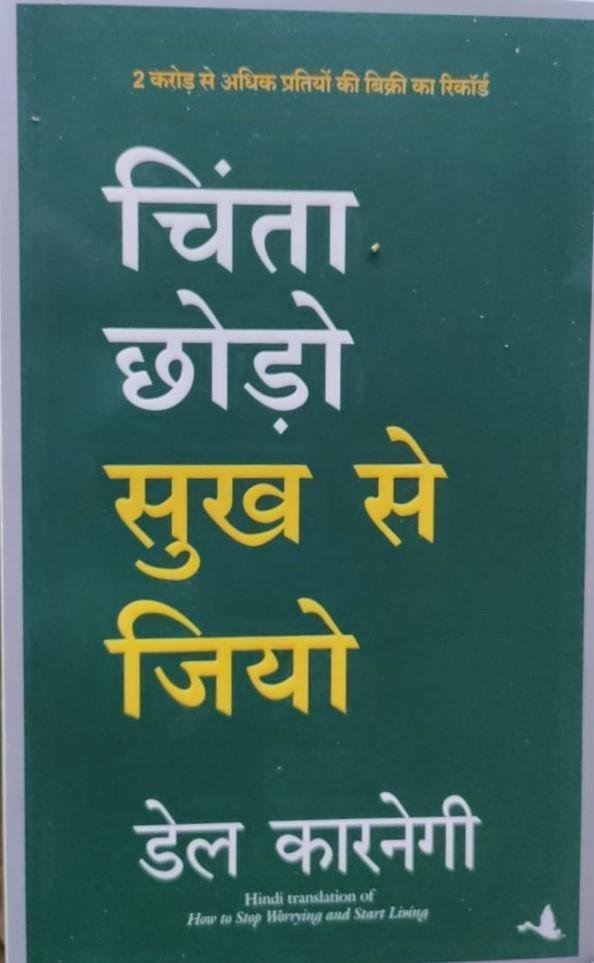 2 करोड़ से अधिक प्रतियों की बिक्री का रिकॉर्ड
चिंता
छोड़ो
सुख से
जियो
डेल कारनेगी
Hindi translation of
How to Stop Worrying and Start Living